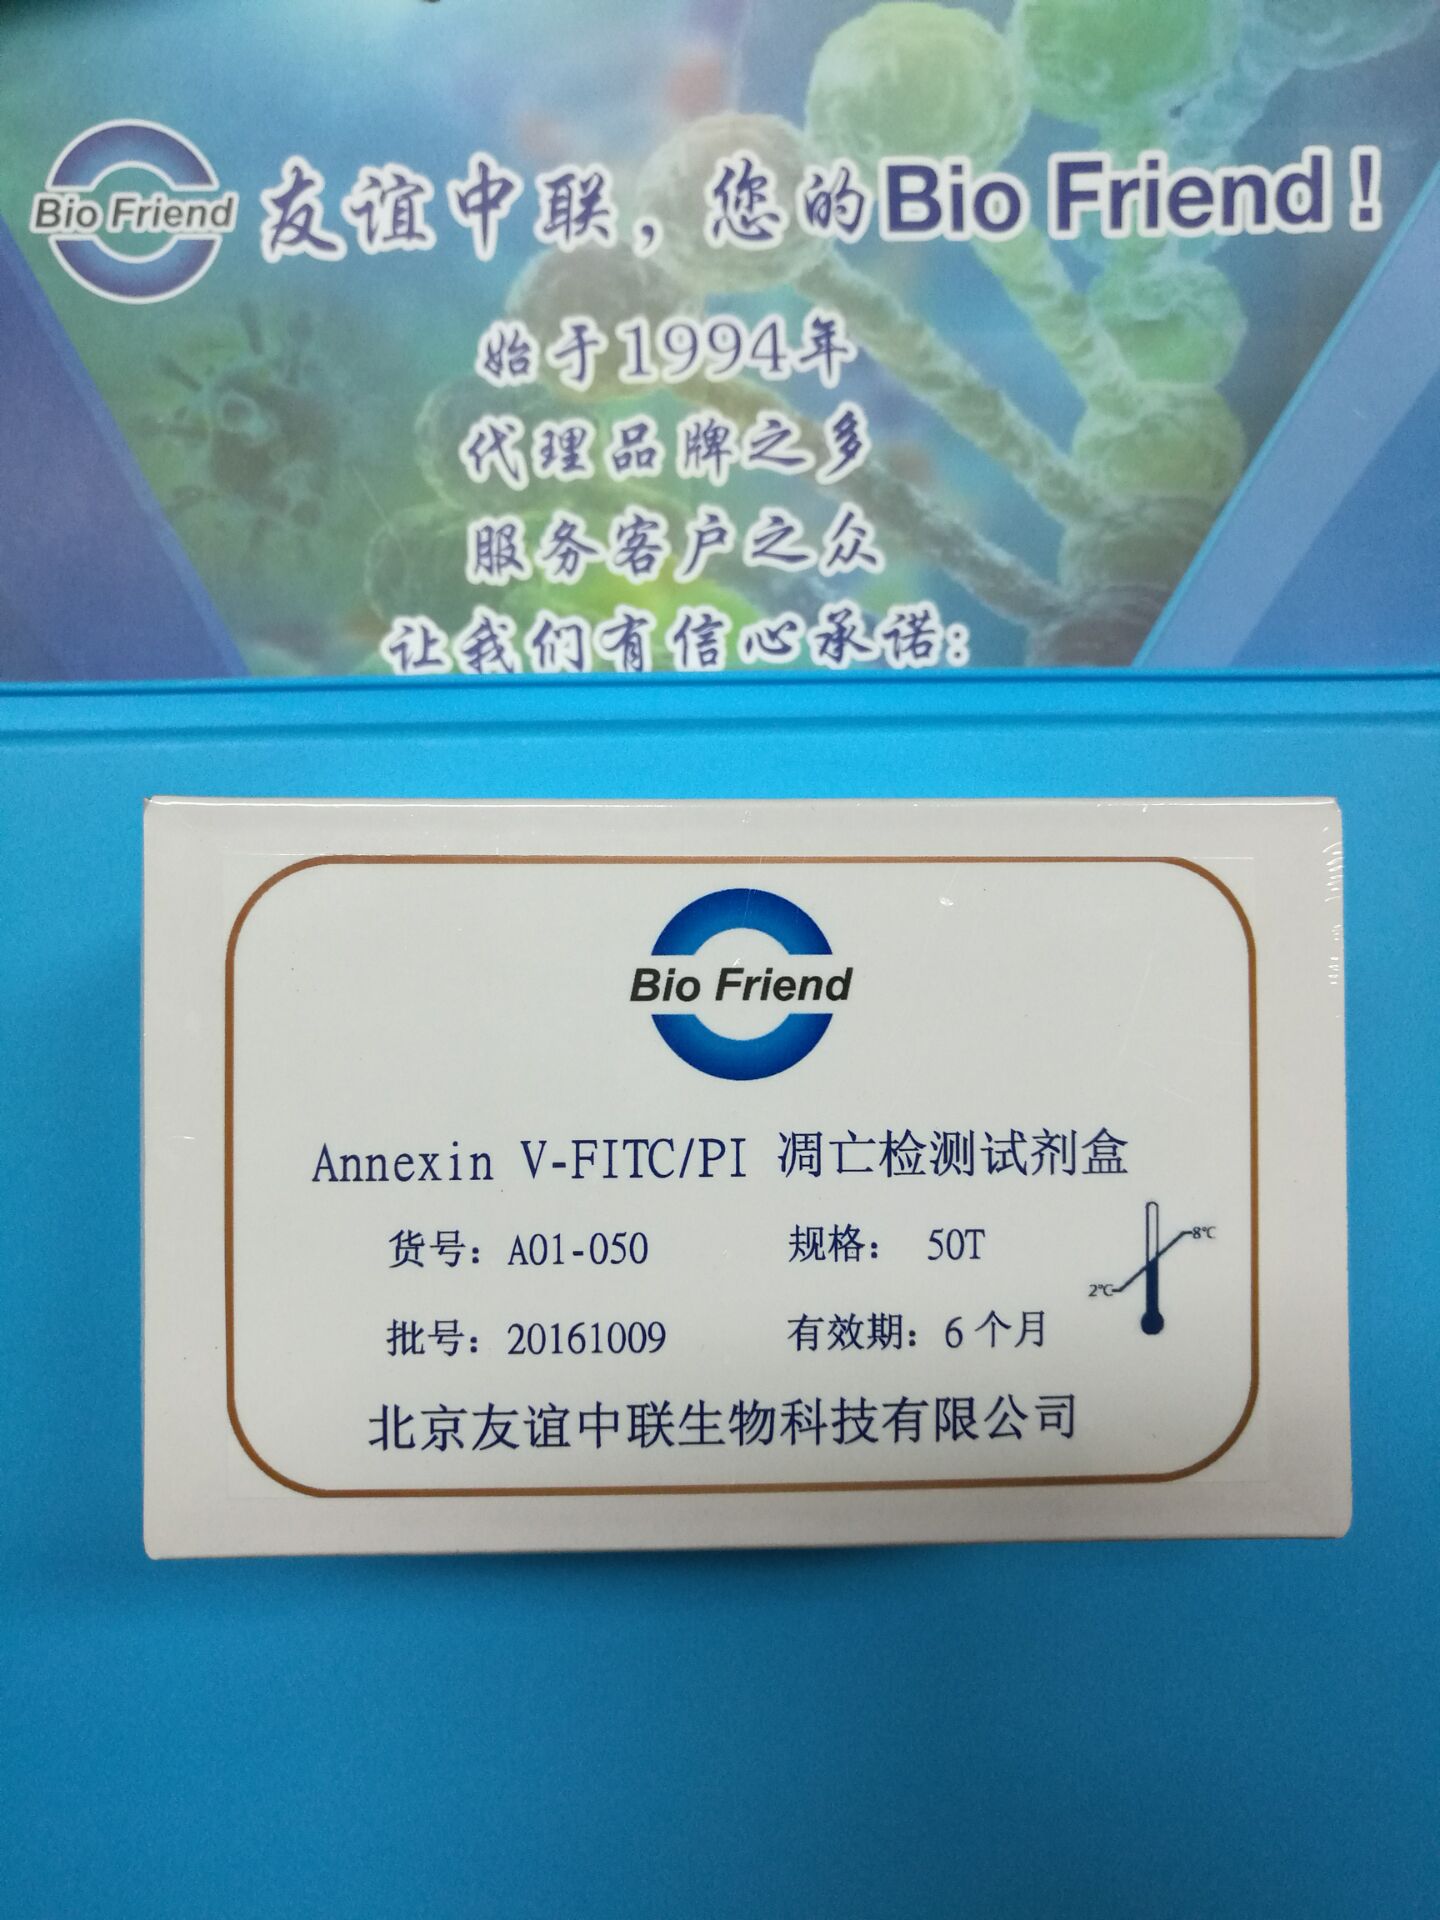 Bio Friend 友谊中联，您的Bio Friend！
始于1994年
代理品牌之多
服务客户之众
让我们有信心承诺：
Bio Friend
Annexin V-FITC/PI 凋亡检测试剂盒
货号：A01-050 规格： 50T
8℃
2℃
批号：20161009 有效期：6个月
北京友谊中联生物科技有限公司